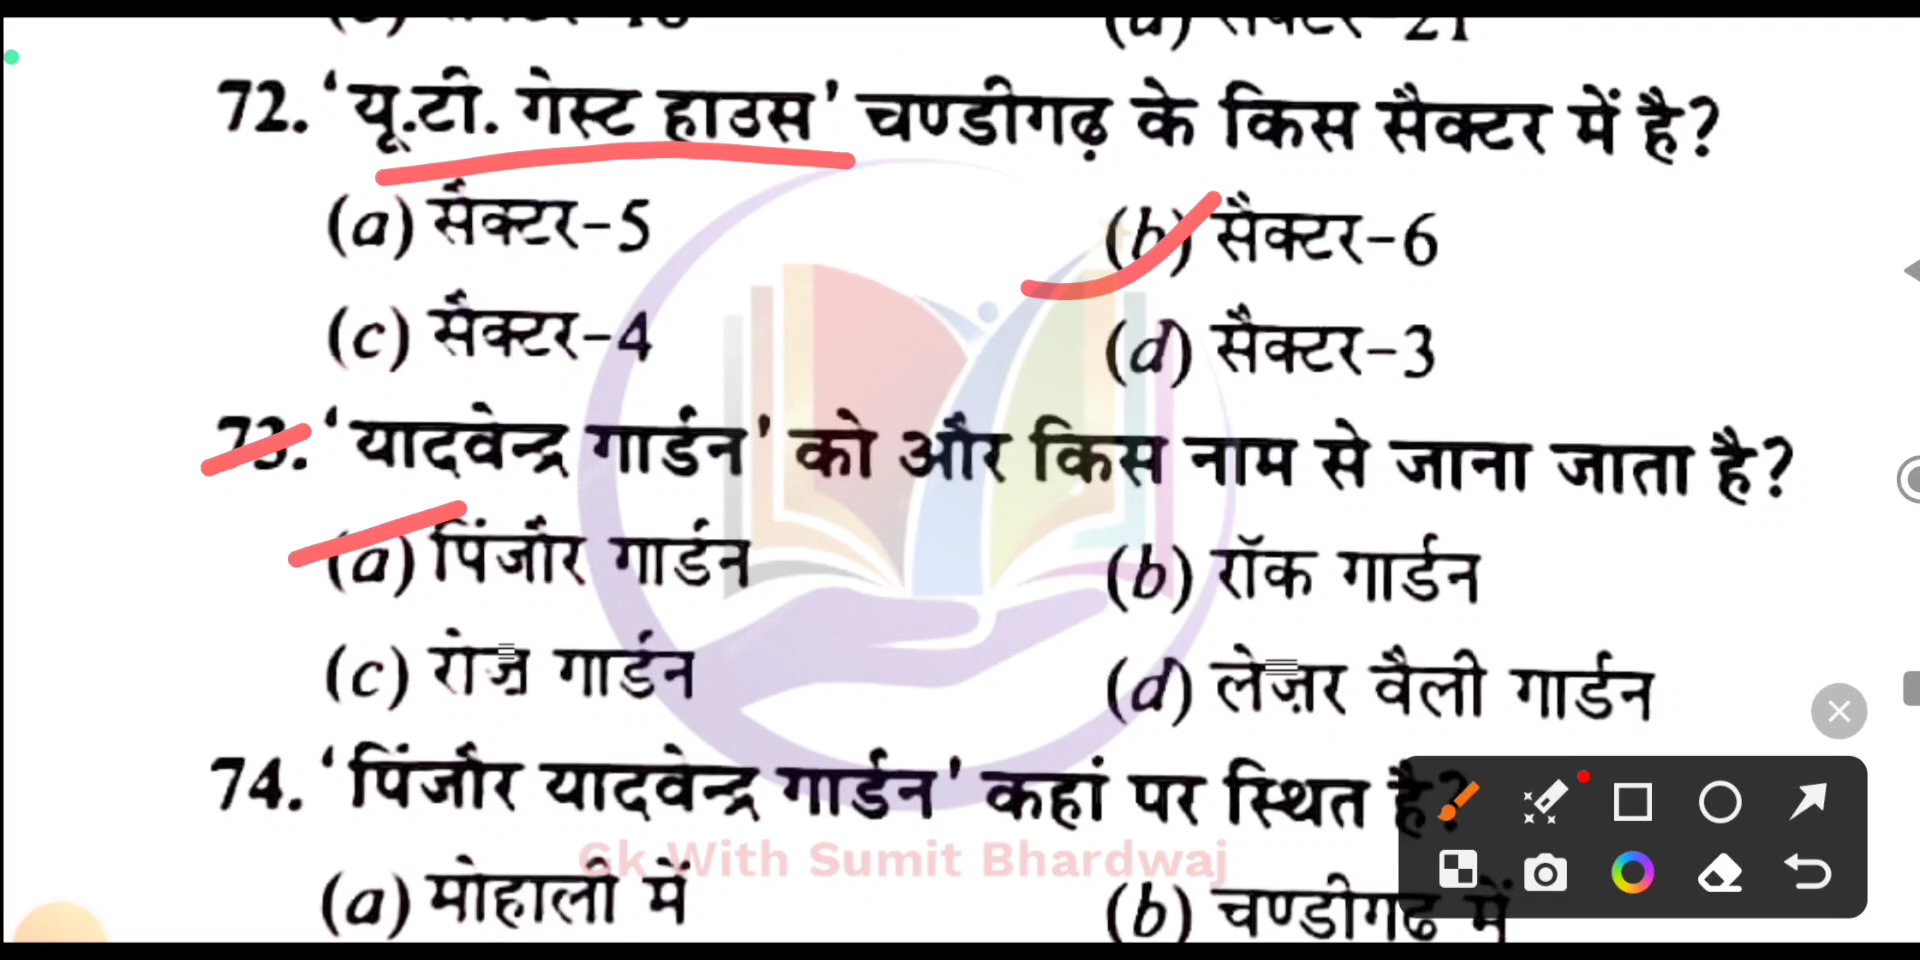 72. 'यू.टी. गेस्ट हाउस' चण्डीगढ़ के किस सैक्टर में है?
(a) सैक्टर-5 (b) सैक्टर-6
(c) सैक्टर-4 (d) सैक्टर-3
73. 'यादवेन्द्र गार्डन' को और किस नाम से जाना जाता है?
(a) पिंजौर गार्डन (b) रॉक गार्डन
(c) रोज़ गार्डन (d) लेज़र वैली गार्डन
74. 'पिंजौर यादवेन्द्र गार्डन' कहां पर स्थित है?
Gk With Sumit Bhardwaj
(a) मोहाली में (b) चण्डीगढ़ में